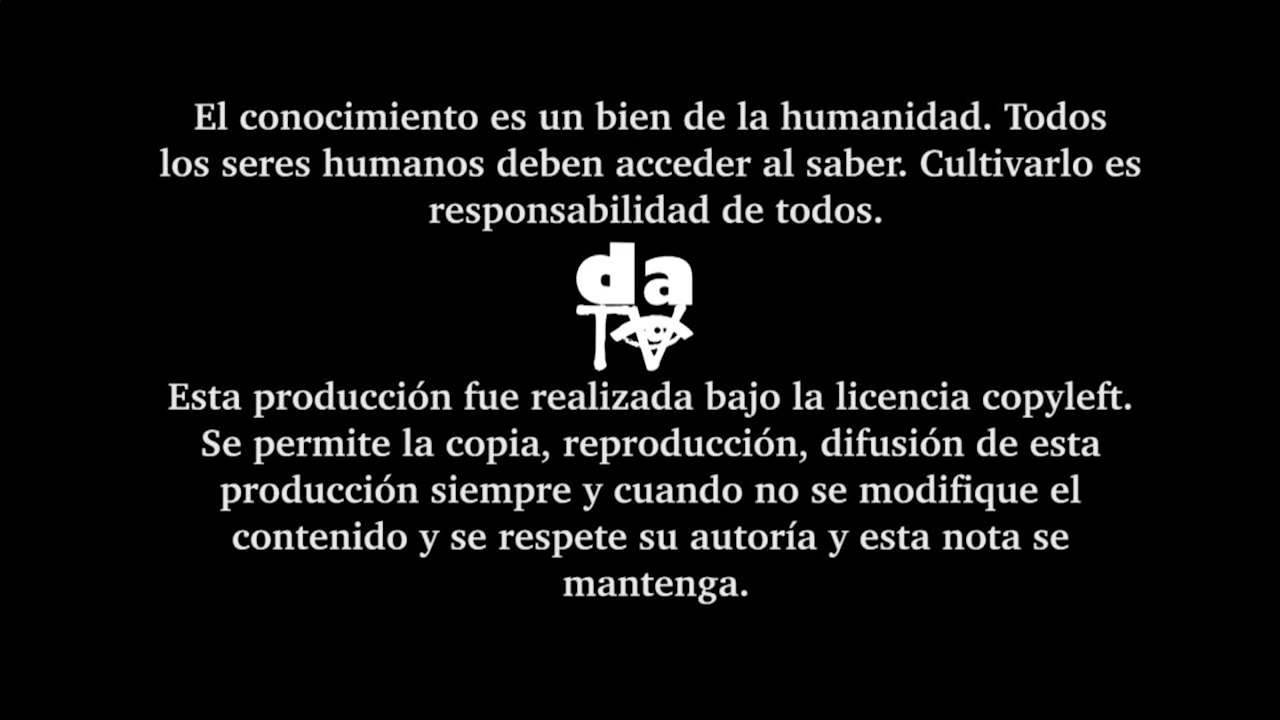 El conocimiento es un bien de la humanidad. Todos
los seres humanos deben acceder al saber. Cultivarlo es
responsabilidad de todos.
da
TV
Esta producción fue realizada bajo la licencia copyleft.
Se permite la copia, reproducción, difusión de esta
producción siempre y cuando no se modifique el
contenido y se respete su autoría y esta nota se
mantenga.